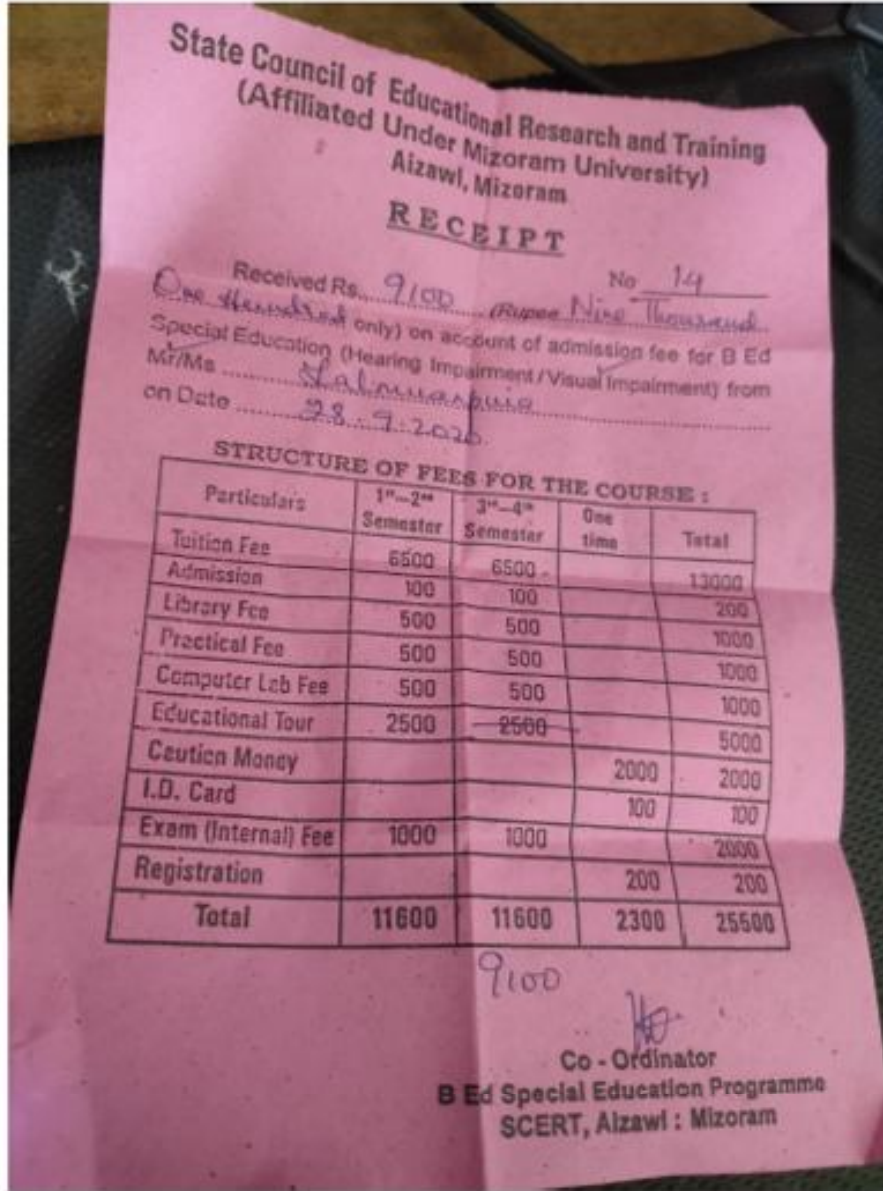 State Council of Educational Research and Training
(Affiliated Under Mizoram University)
Aizawl, Mizoram
RECEIPT
No 14
Received Rs. 9100 (Rupee Nine Thousand
One Hundred only) on account of admission fee for B Ed
Special Education (Hearing Impairment/Visual Impairment) from
Mr/Ms
on Date 28.9.2020
STRUCTURE OF FEES FOR THE COURSE :
Particulars 1st–2nd Semester 3rd–4th Semester One time Total
Tuition Fee 6500 6500 13000
Admission 100 100 200
Library Fee 500 500 1000
Practical Fee 500 500 1000
Computer Lab Fee 500 500 1000
Educational Tour 2500 2500 5000
Caution Money 2000 2000
I.D. Card 100 100
Exam (Internal) Fee 1000 1000 2000
Registration 200 200
Total 11600 11600 2300 25500
9100
Co - Ordinator
B Ed Special Education Programme
SCERT, Aizawl : Mizoram